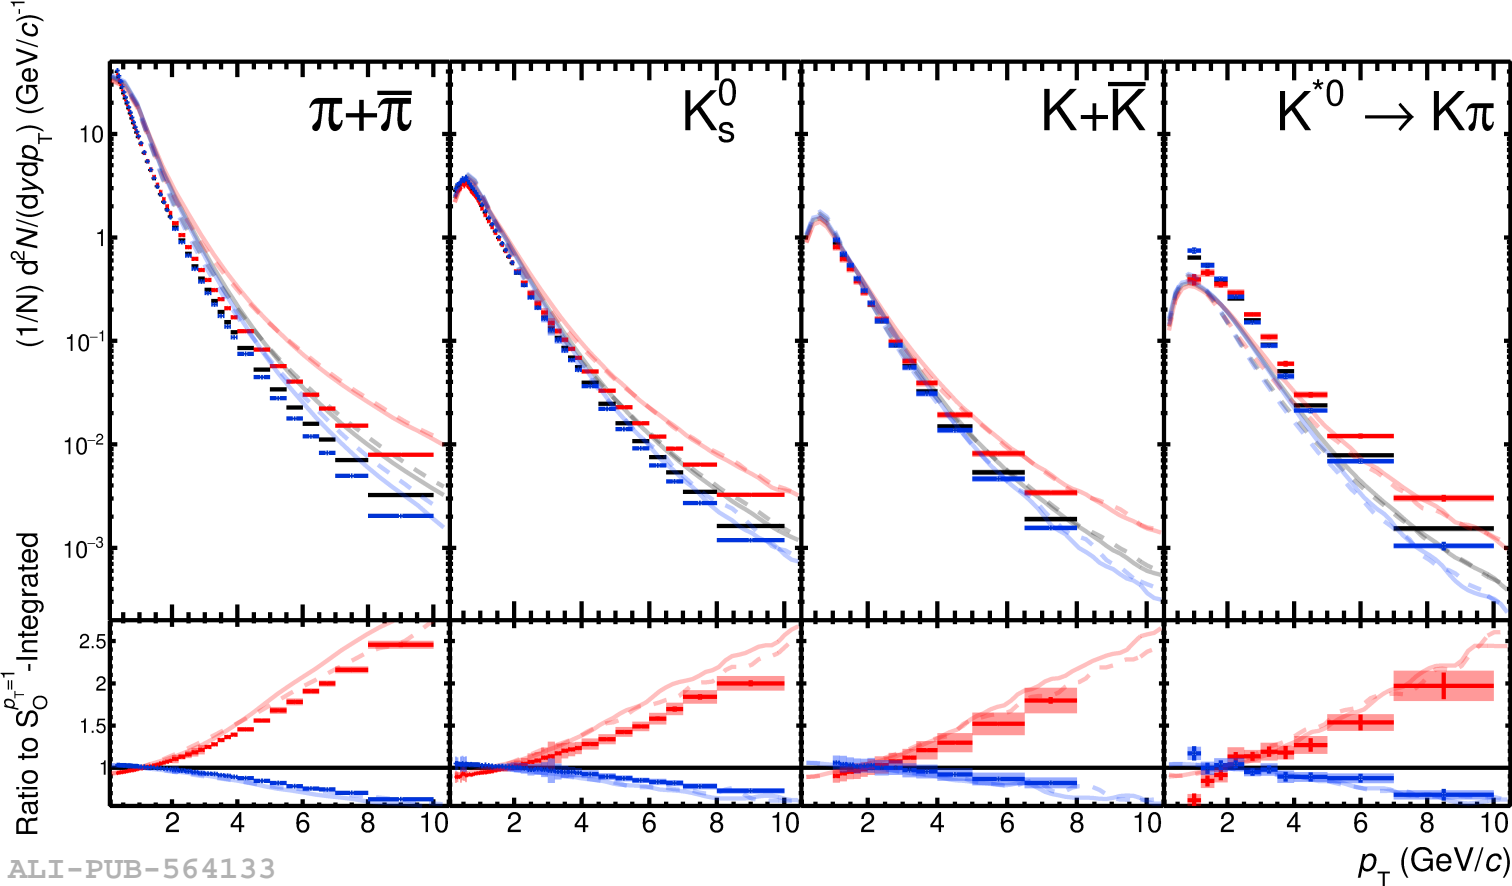 (1/N) d²N/(dydp_T) (GeV/c)⁻¹
π+π̅ K⁰_s K+K̅ K*⁰ → Kπ
10
1
10⁻¹
10⁻²
10⁻³
Ratio to S_O^{p_T=1}-Integrated
2.5
2
1.5
1
2 4 6 8 10 2 4 6 8 10 2 4 6 8 10 2 4 6 8 10
p_T (GeV/c)
ALI-PUB-564133